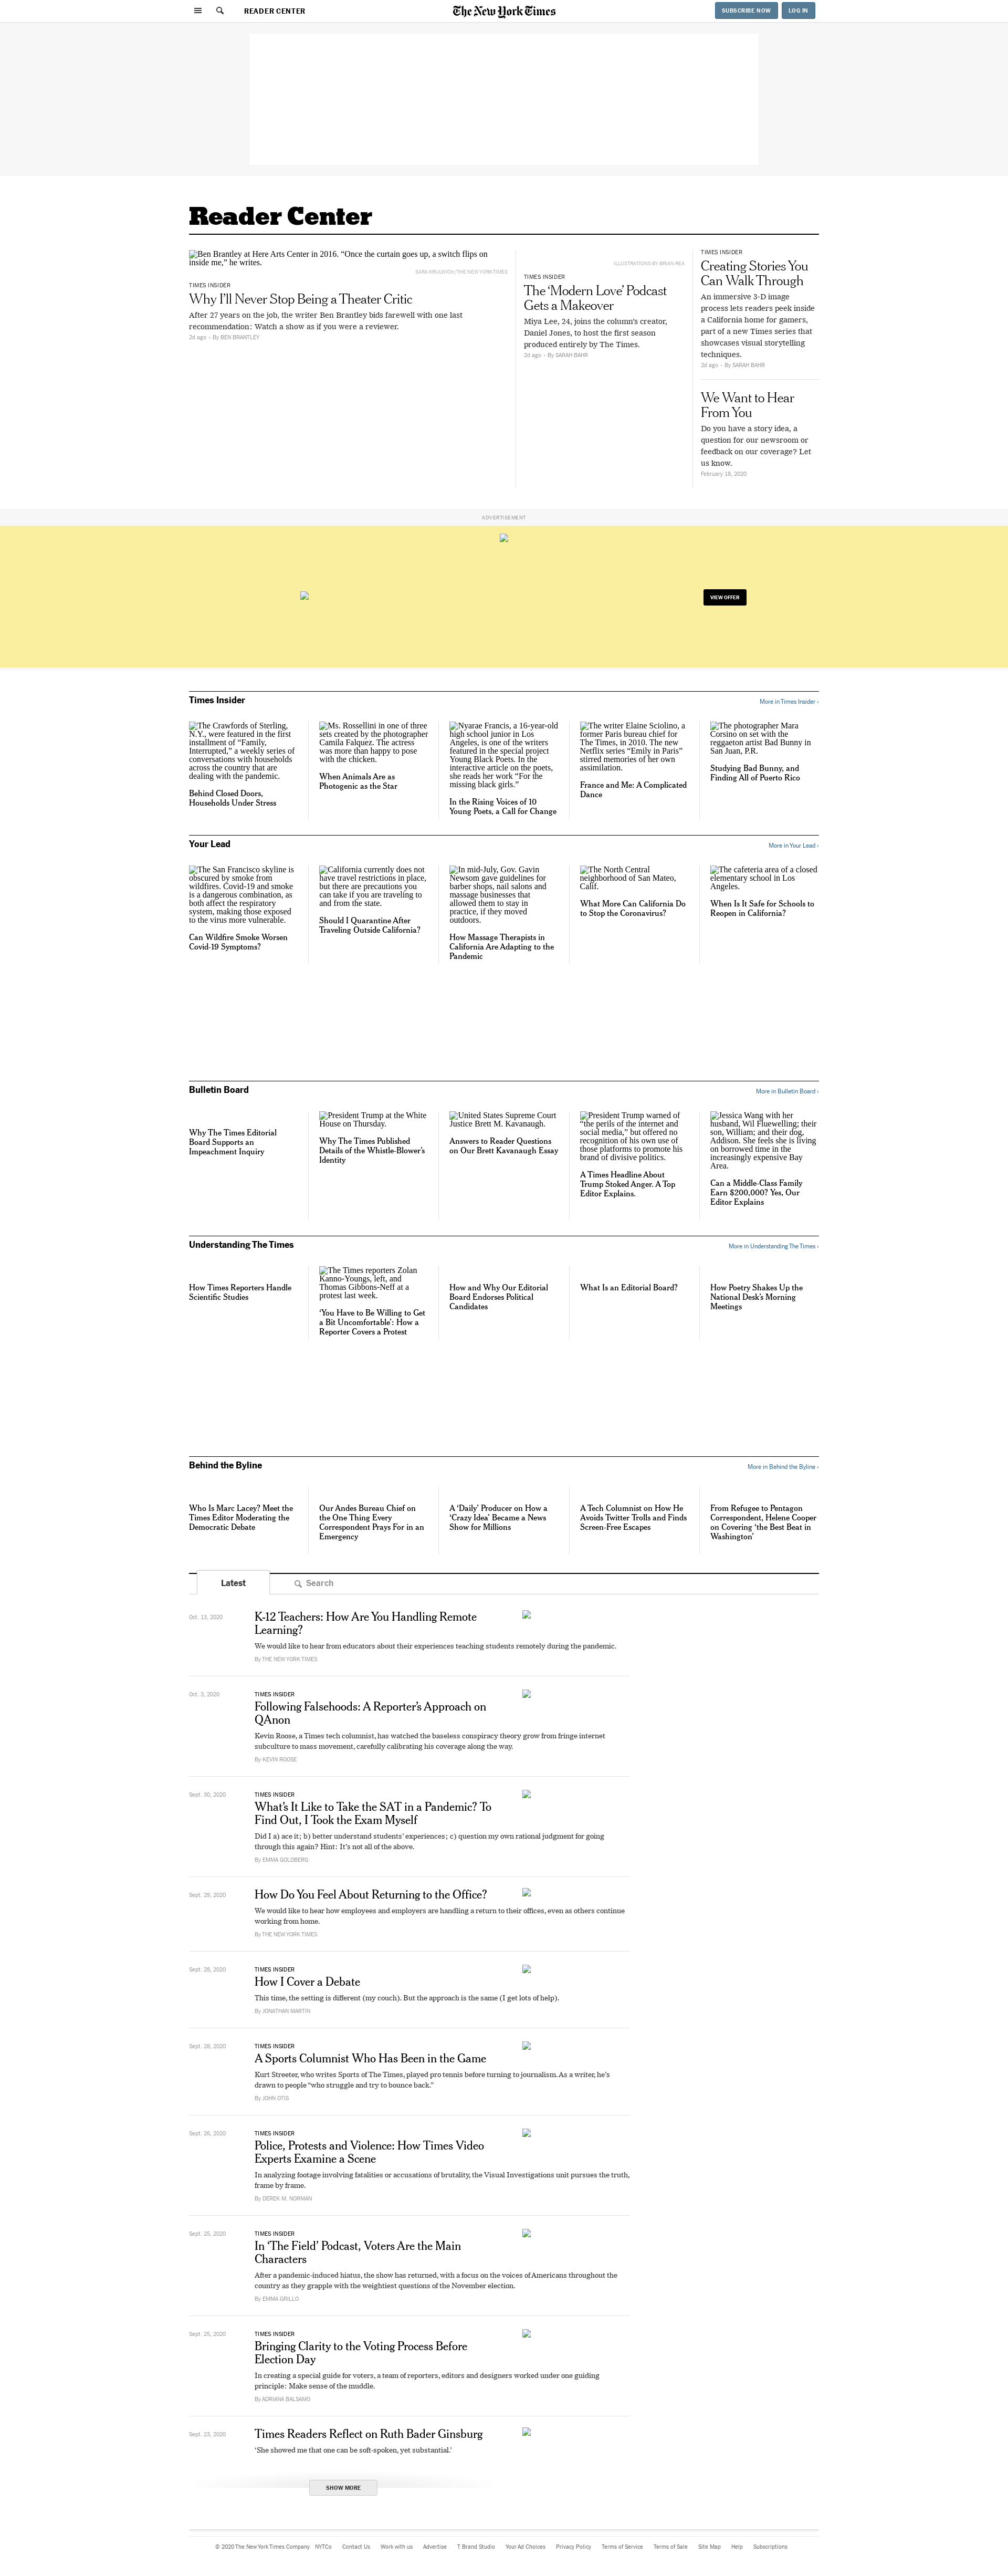 READER CENTER
The New York Times
SUBSCRIBE NOW
LOG IN
Reader Center
Ben Brantley at Here Arts Center in 2016. “Once the curtain goes up, a switch flips on
inside me,” he writes.
SARA KRULWICH/THE NEW YORK TIMES
TIMES INSIDER
Why I’ll Never Stop Being a Theater Critic
After 27 years on the job, the writer Ben Brantley bids farewell with one last
recommendation: Watch a show as if you were a reviewer.
2d ago · By BEN BRANTLEY
ILLUSTRATIONS BY BRIAN REA
TIMES INSIDER
The ‘Modern Love’ Podcast
Gets a Makeover
Miya Lee, 24, joins the column’s creator,
Daniel Jones, to host the first season
produced entirely by The Times.
2d ago · By SARAH BAHR
TIMES INSIDER
Creating Stories You
Can Walk Through
An immersive 3-D image
process lets readers peek inside
a California home for gamers,
part of a new Times series that
showcases visual storytelling
techniques.
2d ago · By SARAH BAHR
We Want to Hear
From You
Do you have a story idea, a
question for our newsroom or
feedback on our coverage? Let
us know.
February 18, 2020
ADVERTISEMENT
VIEW OFFER
Times Insider
More in Times Insider ›
The Crawfords of Sterling,
N.Y., were featured in the first
installment of “Family,
Interrupted,” a weekly series of
conversations with households
across the country that are
dealing with the pandemic.
Behind Closed Doors,
Households Under Stress
Ms. Rossellini in one of three
sets created by the photographer
Camila Falquez. The actress
was more than happy to pose
with the chicken.
When Animals Are as
Photogenic as the Star
Nyarae Francis, a 16-year-old
high school junior in Los
Angeles, is one of the writers
featured in the special project
Young Black Poets. In the
interactive article on the poets,
she reads her work “For the
missing black girls.”
In the Rising Voices of 10
Young Poets, a Call for Change
The writer Elaine Sciolino, a
former Paris bureau chief for
The Times, in 2010. The new
Netflix series “Emily in Paris”
stirred memories of her own
assimilation.
France and Me: A Complicated
Dance
The photographer Mara
Corsino on set with the
reggaeton artist Bad Bunny in
San Juan, P.R.
Studying Bad Bunny, and
Finding All of Puerto Rico
Your Lead
More in Your Lead ›
The San Francisco skyline is
obscured by smoke from
wildfires. Covid-19 and smoke
is a dangerous combination, as
both affect the respiratory
system, making those exposed
to the virus more vulnerable.
Can Wildfire Smoke Worsen
Covid-19 Symptoms?
California currently does not
have travel restrictions in place,
but there are precautions you
can take if you are traveling to
and from the state.
Should I Quarantine After
Traveling Outside California?
In mid-July, Gov. Gavin
Newsom gave guidelines for
barber shops, nail salons and
massage businesses that
allowed them to stay in
practice, if they moved
outdoors.
How Massage Therapists in
California Are Adapting to the
Pandemic
The North Central
neighborhood of San Mateo,
Calif.
What More Can California Do
to Stop the Coronavirus?
The cafeteria area of a closed
elementary school in Los
Angeles.
When Is It Safe for Schools to
Reopen in California?
Bulletin Board
More in Bulletin Board ›
Why The Times Editorial
Board Supports an
Impeachment Inquiry
President Trump at the White
House on Thursday.
Why The Times Published
Details of the Whistle-Blower’s
Identity
United States Supreme Court
Justice Brett M. Kavanaugh.
Answers to Reader Questions
on Our Brett Kavanaugh Essay
President Trump warned of
“the perils of the internet and
social media,” but offered no
recognition of his own use of
those platforms to promote his
brand of divisive politics.
A Times Headline About
Trump Stoked Anger. A Top
Editor Explains.
Jessica Wang with her
husband, Wil Fluewelling; their
son, William; and their dog,
Addison. She feels she is living
on borrowed time in the
increasingly expensive Bay
Area.
Can a Middle-Class Family
Earn $200,000? Yes, Our
Editor Explains
Understanding The Times
More in Understanding The Times ›
How Times Reporters Handle
Scientific Studies
The Times reporters Zolan
Kanno-Youngs, left, and
Thomas Gibbons-Neff at a
protest last week.
‘You Have to Be Willing to Get
a Bit Uncomfortable’: How a
Reporter Covers a Protest
How and Why Our Editorial
Board Endorses Political
Candidates
What Is an Editorial Board?
How Poetry Shakes Up the
National Desk’s Morning
Meetings
Behind the Byline
More in Behind the Byline ›
Who Is Marc Lacey? Meet the
Times Editor Moderating the
Democratic Debate
Our Andes Bureau Chief on
the One Thing Every
Correspondent Prays For in an
Emergency
A ‘Daily’ Producer on How a
‘Crazy Idea’ Became a News
Show for Millions
A Tech Columnist on How He
Avoids Twitter Trolls and Finds
Screen-Free Escapes
From Refugee to Pentagon
Correspondent, Helene Cooper
on Covering ‘the Best Beat in
Washington’
Latest
Search
Oct. 13, 2020
K-12 Teachers: How Are You Handling Remote
Learning?
We would like to hear from educators about their experiences teaching students remotely during the pandemic.
By THE NEW YORK TIMES
Oct. 3, 2020
TIMES INSIDER
Following Falsehoods: A Reporter’s Approach on
QAnon
Kevin Roose, a Times tech columnist, has watched the baseless conspiracy theory grow from fringe internet
subculture to mass movement, carefully calibrating his coverage along the way.
By KEVIN ROOSE
Sept. 30, 2020
TIMES INSIDER
What’s It Like to Take the SAT in a Pandemic? To
Find Out, I Took the Exam Myself
Did I a) ace it; b) better understand students’ experiences; c) question my own rational judgment for going
through this again? Hint: It’s not all of the above.
By EMMA GOLDBERG
Sept. 29, 2020
How Do You Feel About Returning to the Office?
We would like to hear how employees and employers are handling a return to their offices, even as others continue
working from home.
By THE NEW YORK TIMES
Sept. 28, 2020
TIMES INSIDER
How I Cover a Debate
This time, the setting is different (my couch). But the approach is the same (I get lots of help).
By JONATHAN MARTIN
Sept. 28, 2020
TIMES INSIDER
A Sports Columnist Who Has Been in the Game
Kurt Streeter, who writes Sports of The Times, played pro tennis before turning to journalism. As a writer, he’s
drawn to people “who struggle and try to bounce back.”
By JOHN OTIS
Sept. 26, 2020
TIMES INSIDER
Police, Protests and Violence: How Times Video
Experts Examine a Scene
In analyzing footage involving fatalities or accusations of brutality, the Visual Investigations unit pursues the truth,
frame by frame.
By DEREK M. NORMAN
Sept. 25, 2020
TIMES INSIDER
In ‘The Field’ Podcast, Voters Are the Main
Characters
After a pandemic-induced hiatus, the show has returned, with a focus on the voices of Americans throughout the
country as they grapple with the weightiest questions of the November election.
By EMMA GRILLO
Sept. 25, 2020
TIMES INSIDER
Bringing Clarity to the Voting Process Before
Election Day
In creating a special guide for voters, a team of reporters, editors and designers worked under one guiding
principle: Make sense of the muddle.
By ADRIANA BALSAMO
Sept. 23, 2020
Times Readers Reflect on Ruth Bader Ginsburg
‘She showed me that one can be soft-spoken, yet substantial.’
SHOW MORE
© 2020 The New York Times Company NYTCo Contact Us Work with us Advertise T Brand Studio Your Ad Choices Privacy Policy Terms of Service Terms of Sale Site Map Help Subscriptions